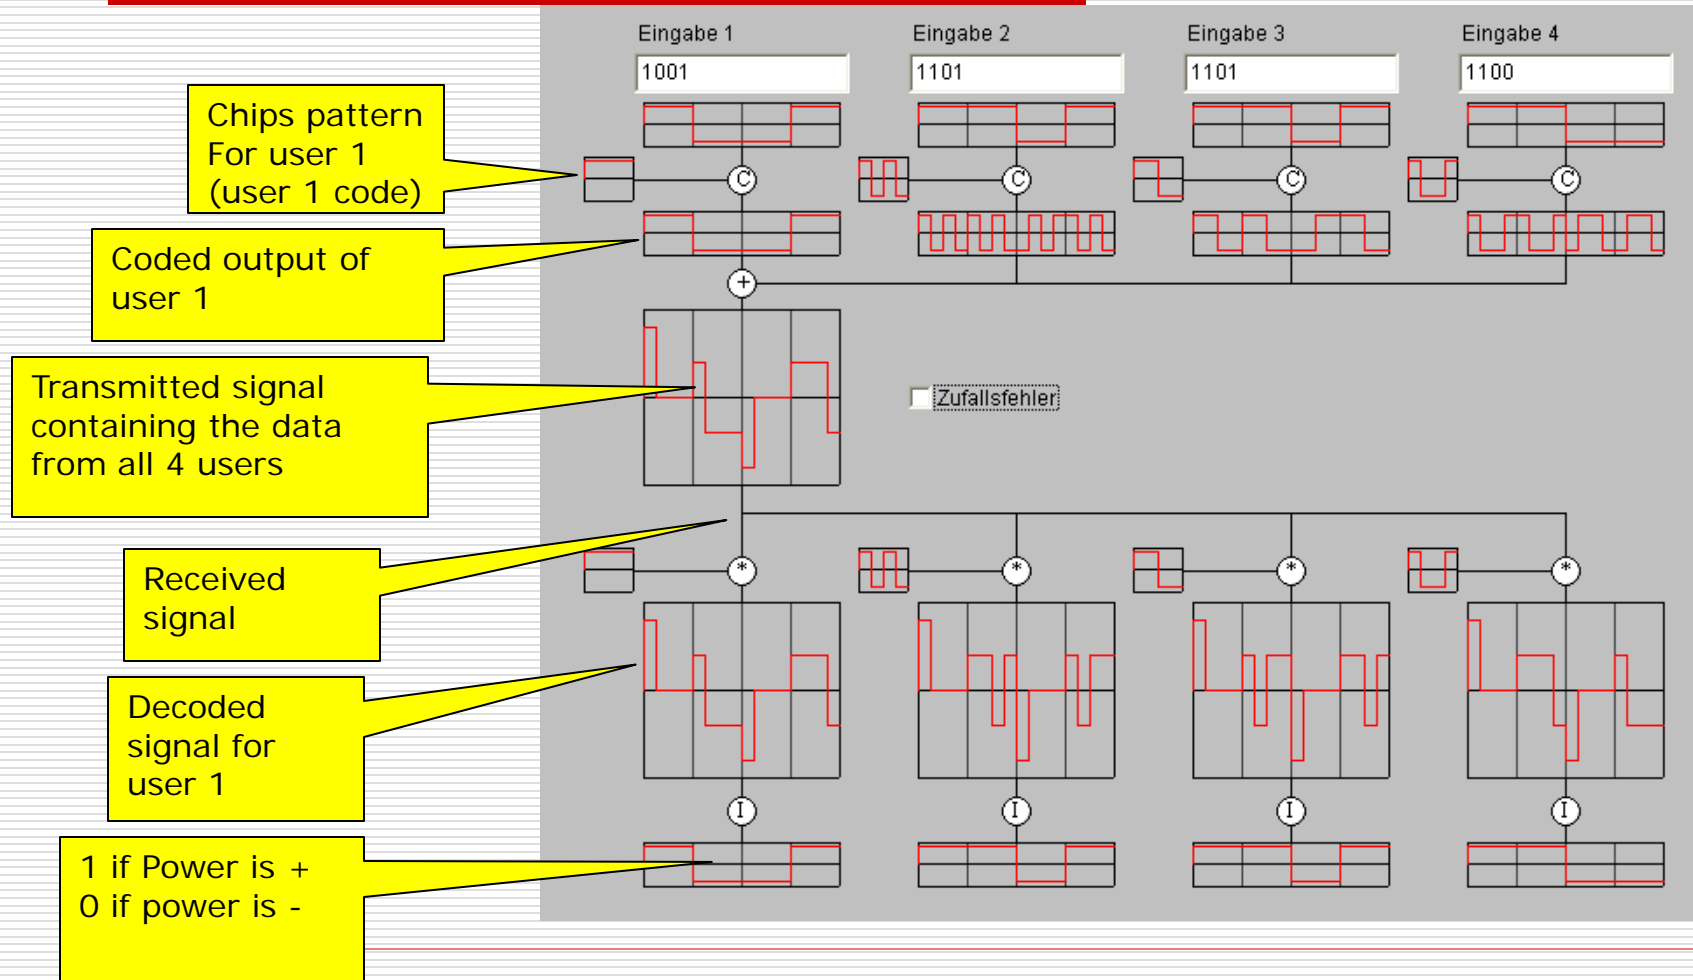 Eingabe 1
Eingabe 2
Eingabe 3
Eingabe 4
1001
1101
1101
1100
Chips pattern
For user 1
(user 1 code)
C
C
C
C
Coded output of
user 1
+
Transmitted signal
containing the data
from all 4 users
Zufallsfehler
Received
signal
*
*
*
*
Decoded
signal for
user 1
I
I
I
I
1 if Power is +
0 if power is -